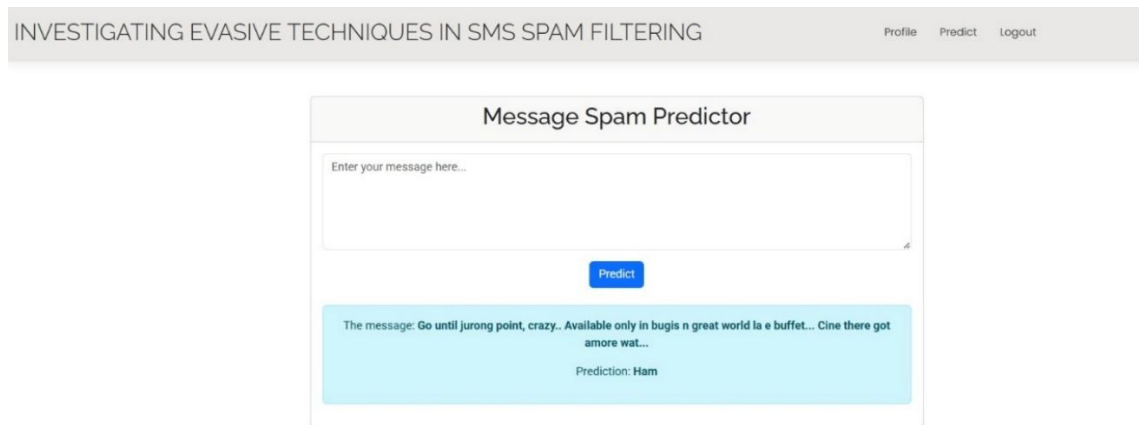 INVESTIGATING EVASIVE TECHNIQUES IN SMS SPAM FILTERING
Profile Predict Logout
Message Spam Predictor
Enter your message here...
Predict
The message: Go until jurong point, crazy.. Available only in bugis n great world la e buffet... Cine there got
amore wat...
Prediction: Ham